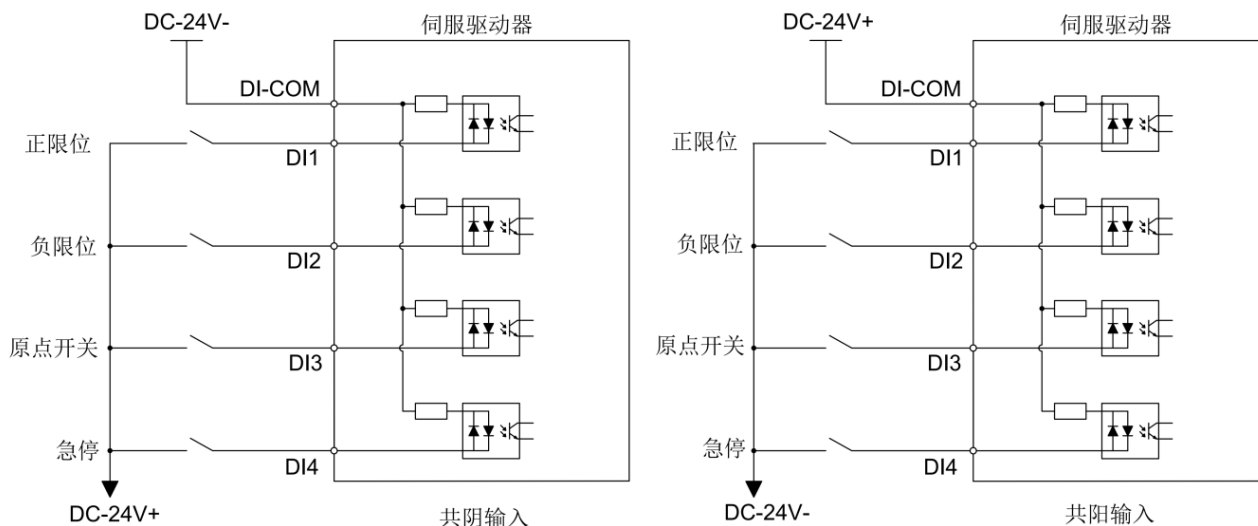 DC-24V-
伺服驱动器
DI-COM
正限位
DI1
负限位
DI2
原点开关
DI3
急停
DI4
DC-24V+
共阴输入
DC-24V+
伺服驱动器
DI-COM
正限位
DI1
负限位
DI2
原点开关
DI3
急停
DI4
DC-24V-
共阳输入